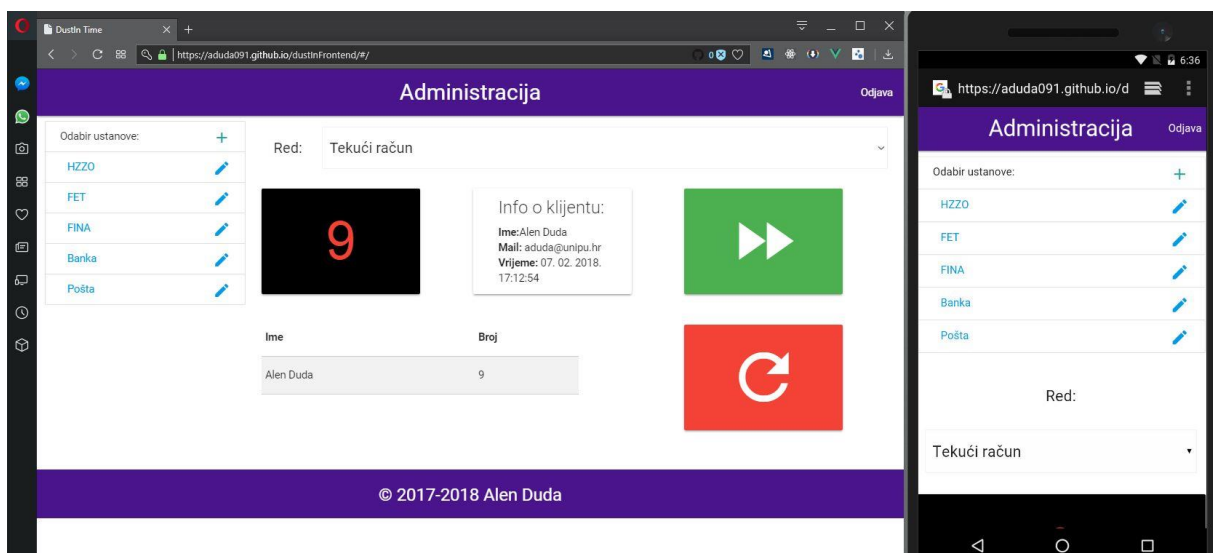 DustIn Time
https://aduda091.github.io/dustInFrontend/#/
0
Administracija
Odjava
Odabir ustanove:
HZZO
FET
FINA
Banka
Pošta
Red:
Tekući račun
9
Info o klijentu:
Ime:Alen Duda
Mail: aduda@unipu.hr
Vrijeme: 07. 02. 2018.
17:12:54
Ime Broj
Alen Duda 9
© 2017-2018 Alen Duda
6:36
https://aduda091.github.io/d
Administracija
Odjava
Odabir ustanove:
HZZO
FET
FINA
Banka
Pošta
Red:
Tekući račun